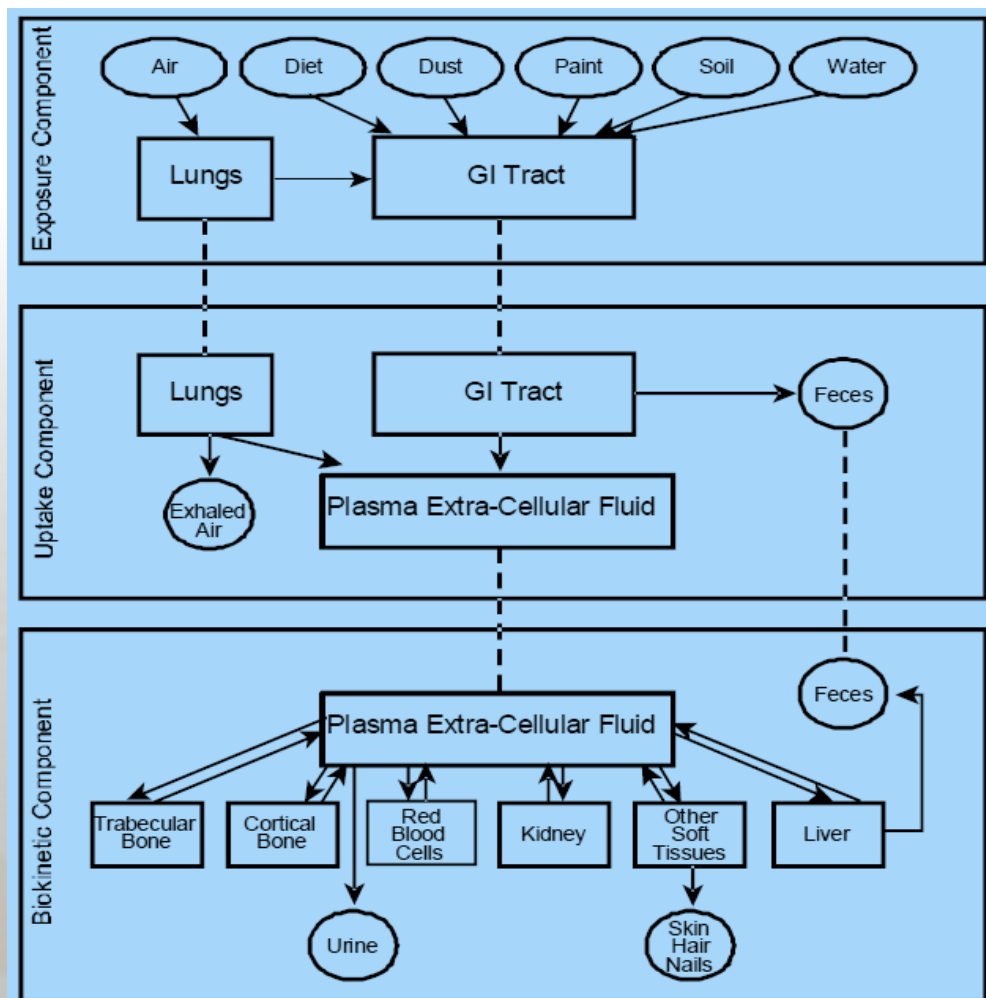 Exposure Component
Air
Diet
Dust
Paint
Soil
Water
Lungs
GI Tract
Uptake Component
Lungs
GI Tract
Feces
Exhaled
Air
Plasma Extra-Cellular Fluid
Biokinetic Component
Feces
Plasma Extra-Cellular Fluid
Trabecular
Bone
Cortical
Bone
Red
Blood
Cells
Kidney
Other
Soft
Tissues
Liver
Urine
Skin
Hair
Nails